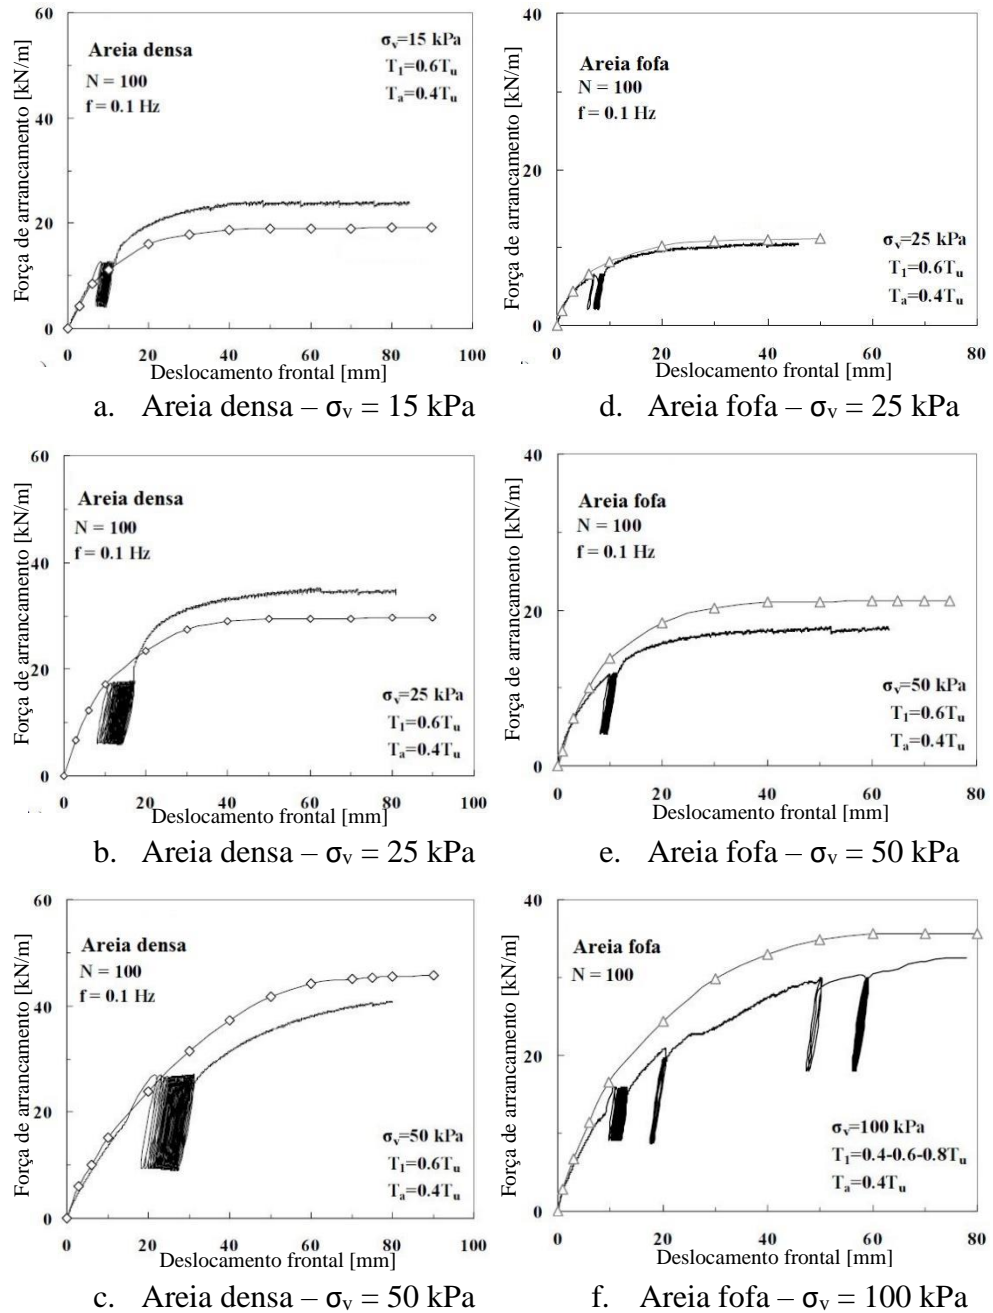 Força de arrancamento [kN/m]
60
40
20
0
Areia densa
N = 100
f = 0.1 Hz
σv=15 kPa
T1=0.6Tu
Ta=0.4Tu
0 20 40 60 80 100
Deslocamento frontal [mm]
a. Areia densa – σv = 15 kPa
Força de arrancamento [kN/m]
40
20
0
Areia fofa
N = 100
f = 0.1 Hz
σv=25 kPa
T1=0.6Tu
Ta=0.4Tu
0 20 40 60 80
Deslocamento frontal [mm]
d. Areia fofa – σv = 25 kPa
Força de arrancamento [kN/m]
60
40
20
0
Areia densa
N = 100
f = 0.1 Hz
σv=25 kPa
T1=0.6Tu
Ta=0.4Tu
0 20 40 60 80 100
Deslocamento frontal [mm]
b. Areia densa – σv = 25 kPa
Força de arrancamento [kN/m]
40
20
0
Areia fofa
N = 100
f = 0.1 Hz
σv=50 kPa
T1=0.6Tu
Ta=0.4Tu
0 20 40 60 80
Deslocamento frontal [mm]
e. Areia fofa – σv = 50 kPa
Força de arrancamento [kN/m]
60
40
20
0
Areia densa
N = 100
f = 0.1 Hz
σv=50 kPa
T1=0.6Tu
Ta=0.4Tu
0 20 40 60 80 100
Deslocamento frontal [mm]
c. Areia densa – σv = 50 kPa
Força de arrancamento [kN/m]
40
20
0
Areia fofa
N = 100
σv=100 kPa
T1=0.4-0.6-0.8Tu
Ta=0.4Tu
0 20 40 60 80
Deslocamento frontal [mm]
f. Areia fofa – σv = 100 kPa